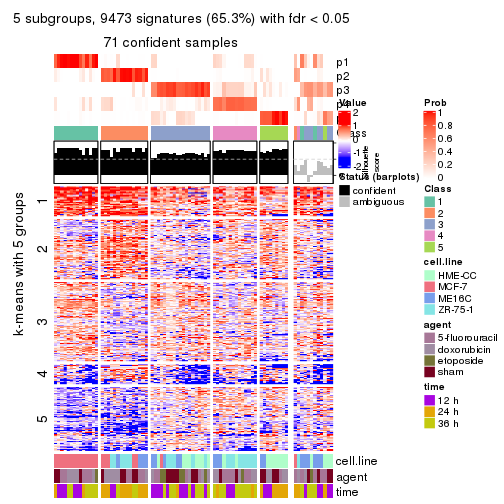 5 subgroups, 9473 signatures (65.3%) with fdr < 0.05
71 confident samples
p1
p2
p3
Value
2
1
0
-1
-2
Silhouette
score
Status (barplots)
confident
ambiguous
Prob
1
0.8
0.6
0.4
0.2
0
Class
1
2
3
4
5
cell.line
HME-CC
MCF-7
ME16C
ZR-75-1
agent
5-fluorouracil
doxorubicin
etoposide
sham
time
12 h
24 h
36 h
k-means with 5 groups
1
2
3
4
5
cell.line
agent
time